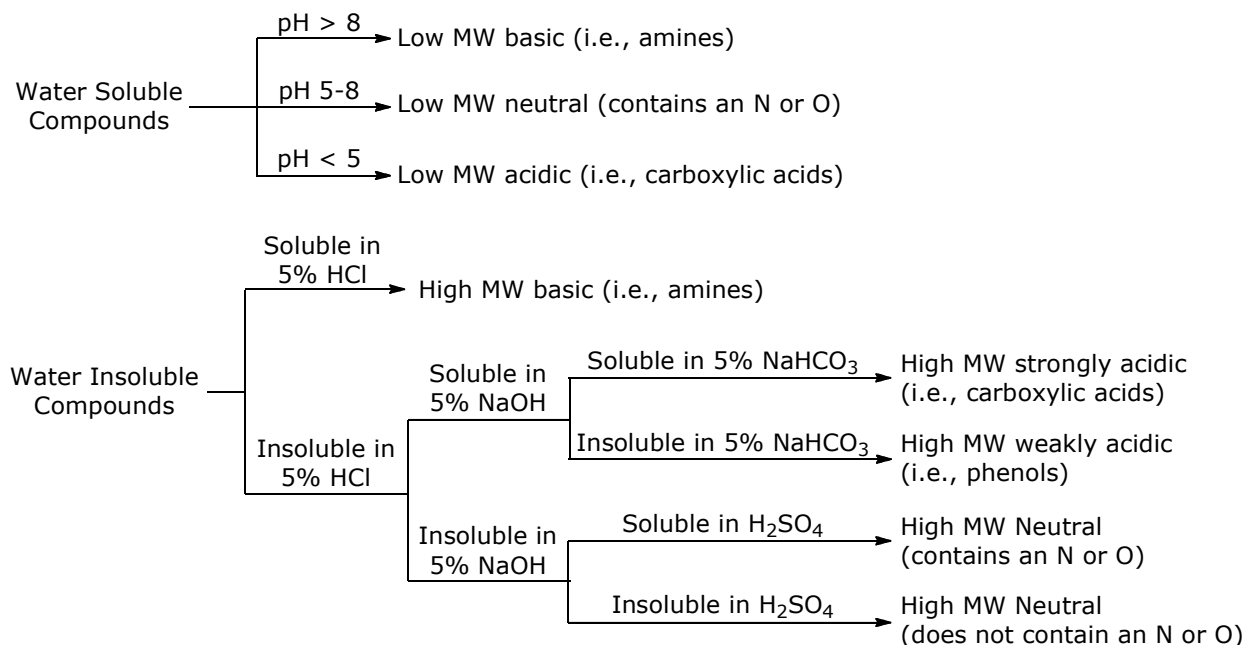 pH > 8
Low MW basic (i.e., amines)
Water Soluble
Compounds
pH 5-8
Low MW neutral (contains an N or O)
pH < 5
Low MW acidic (i.e., carboxylic acids)
Soluble in
5% HCl
High MW basic (i.e., amines)
Water Insoluble
Compounds
Insoluble in
5% HCl
Soluble in
5% NaOH
Soluble in 5% NaHCO₃
High MW strongly acidic
(i.e., carboxylic acids)
Insoluble in 5% NaHCO₃
High MW weakly acidic
(i.e., phenols)
Insoluble in
5% NaOH
Soluble in H₂SO₄
High MW Neutral
(contains an N or O)
Insoluble in H₂SO₄
High MW Neutral
(does not contain an N or O)